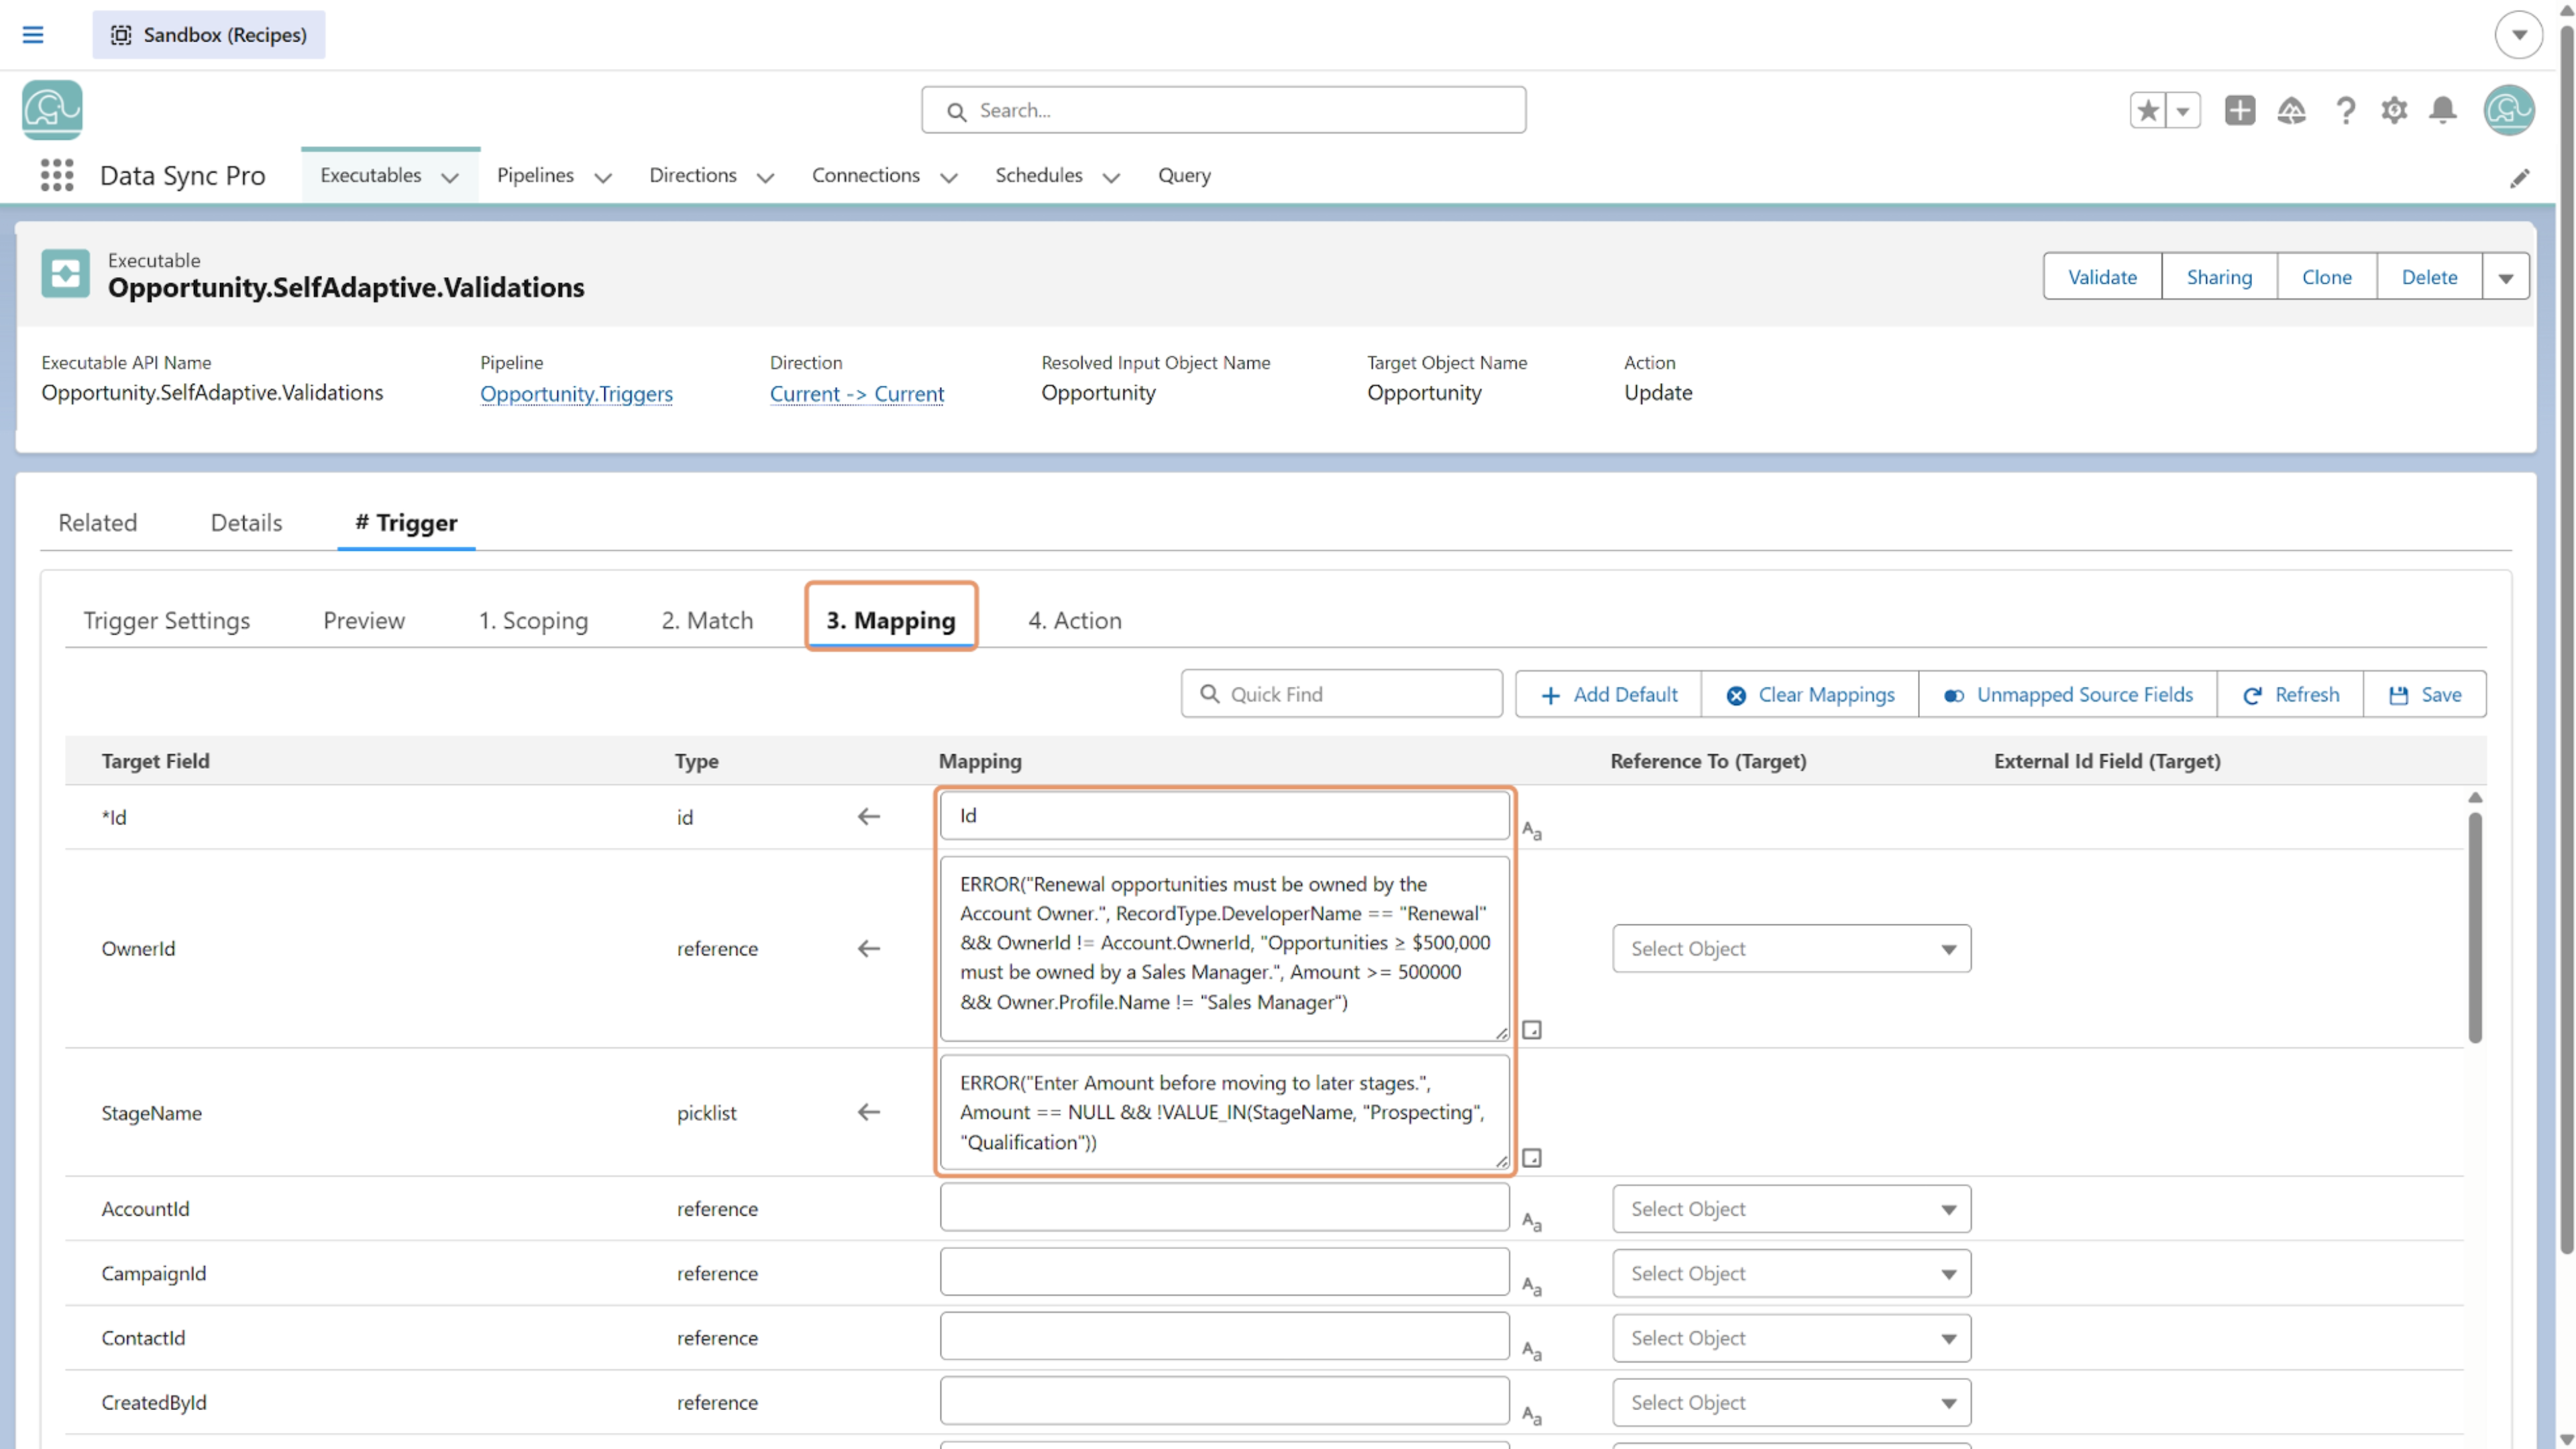 Sandbox (Recipes)
Search...
Data Sync Pro
Executables
Pipelines
Directions
Connections
Schedules
Query
Executable
Opportunity.SelfAdaptive.Validations
Validate
Sharing
Clone
Delete
Executable API Name
Opportunity.SelfAdaptive.Validations
Pipeline
Opportunity.Triggers
Direction
Current -> Current
Resolved Input Object Name
Opportunity
Target Object Name
Opportunity
Action
Update
Related
Details
# Trigger
Trigger Settings
Preview
1. Scoping
2. Match
3. Mapping
4. Action
Quick Find
Add Default
Clear Mappings
Unmapped Source Fields
Refresh
Save
Target Field
Type
Mapping
Reference To (Target)
External Id Field (Target)
*Id
id
Id
Aa
OwnerId
reference
ERROR("Renewal opportunities must be owned by the
Account Owner.", RecordType.DeveloperName == "Renewal"
&& OwnerId != Account.OwnerId, "Opportunities ≥ $500,000
must be owned by a Sales Manager.", Amount >= 500000
&& Owner.Profile.Name != "Sales Manager")
Select Object
StageName
picklist
ERROR("Enter Amount before moving to later stages.",
Amount == NULL && !VALUE_IN(StageName, "Prospecting",
"Qualification"))
AccountId
reference
Aa
Select Object
CampaignId
reference
Aa
Select Object
ContactId
reference
Aa
Select Object
CreatedById
reference
Aa
Select Object